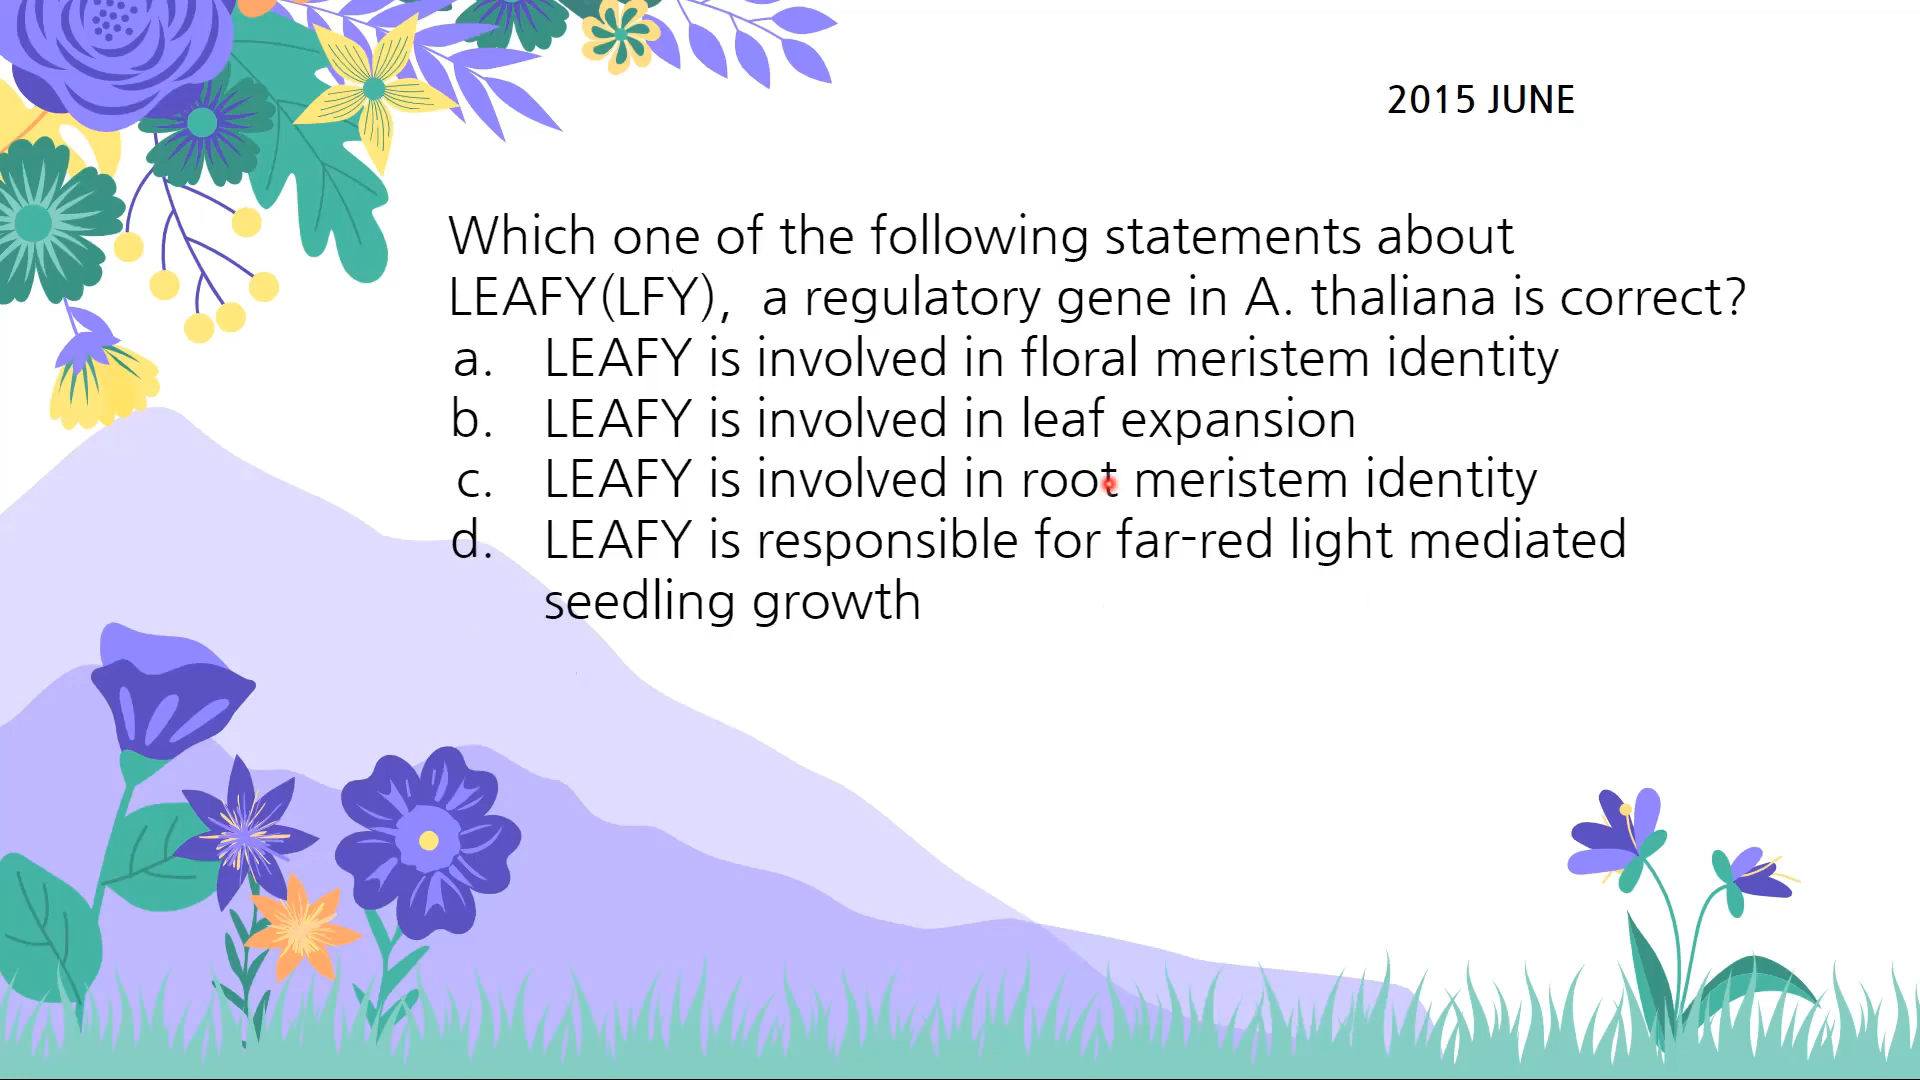 2015 JUNE
Which one of the following statements about
LEAFY(LFY), a regulatory gene in A. thaliana is correct?
a. LEAFY is involved in floral meristem identity
b. LEAFY is involved in leaf expansion
c. LEAFY is involved in root meristem identity
d. LEAFY is responsible for far-red light mediated
seedling growth